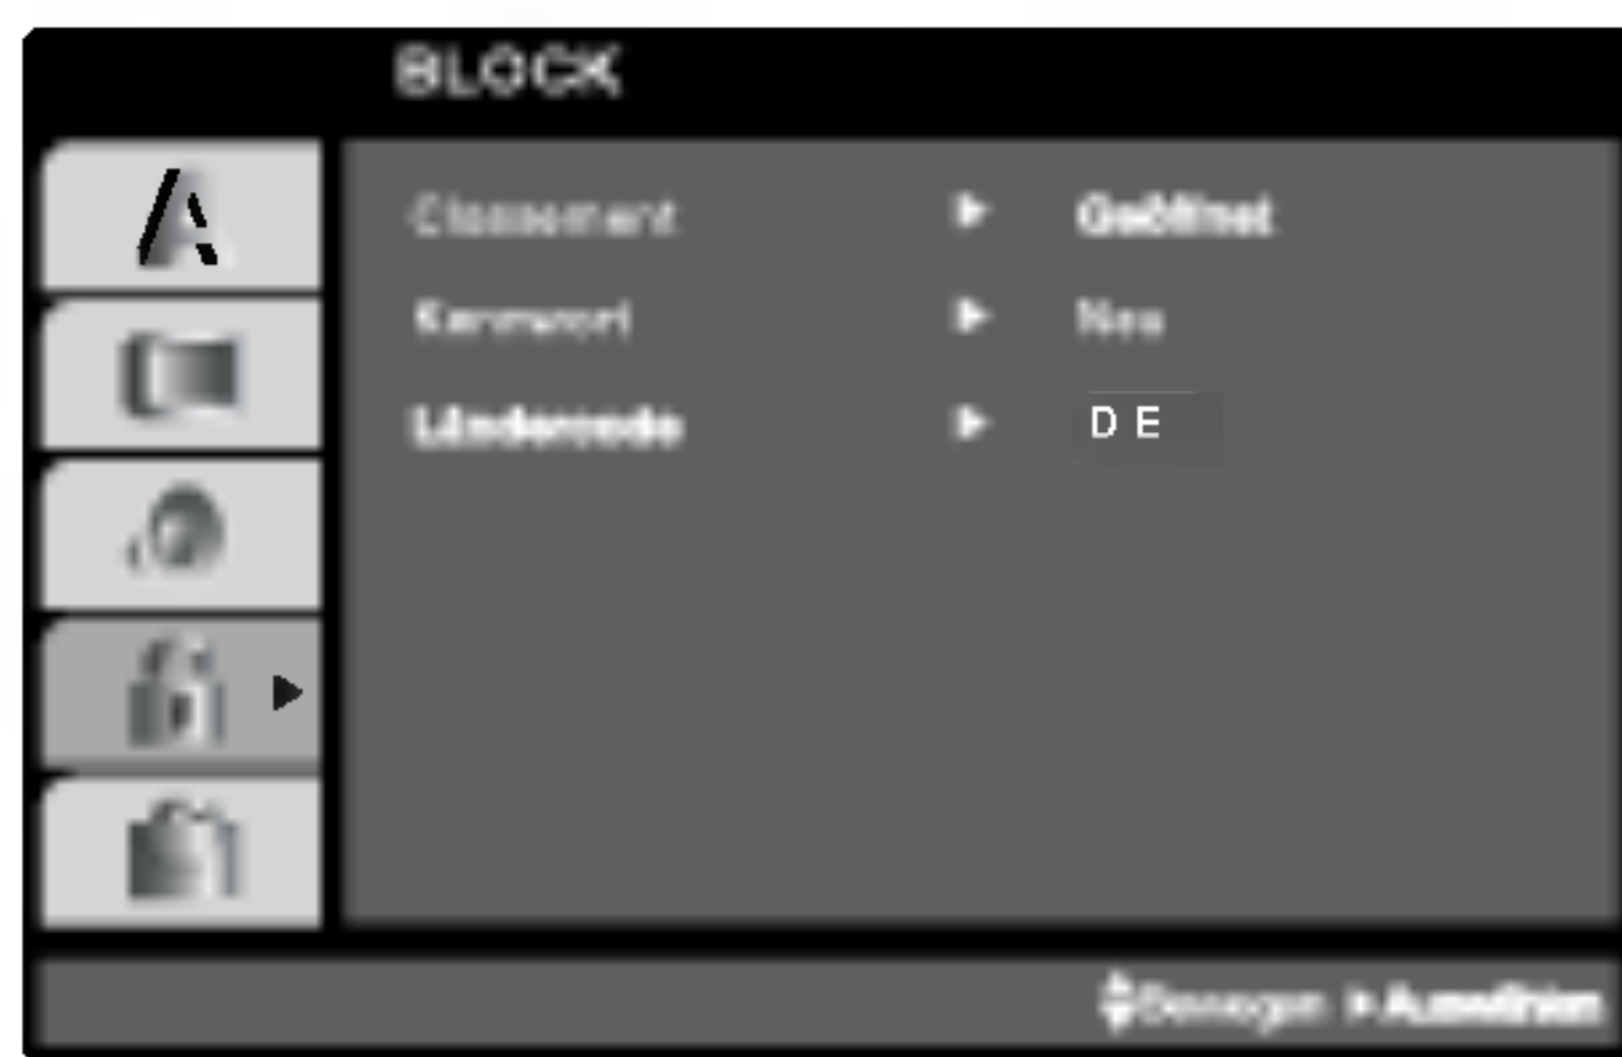 BLOCK
Classement ► Geöffnet
Kennwort ► Neu
Ländercode ► D E
Bewegen ► Auswählen